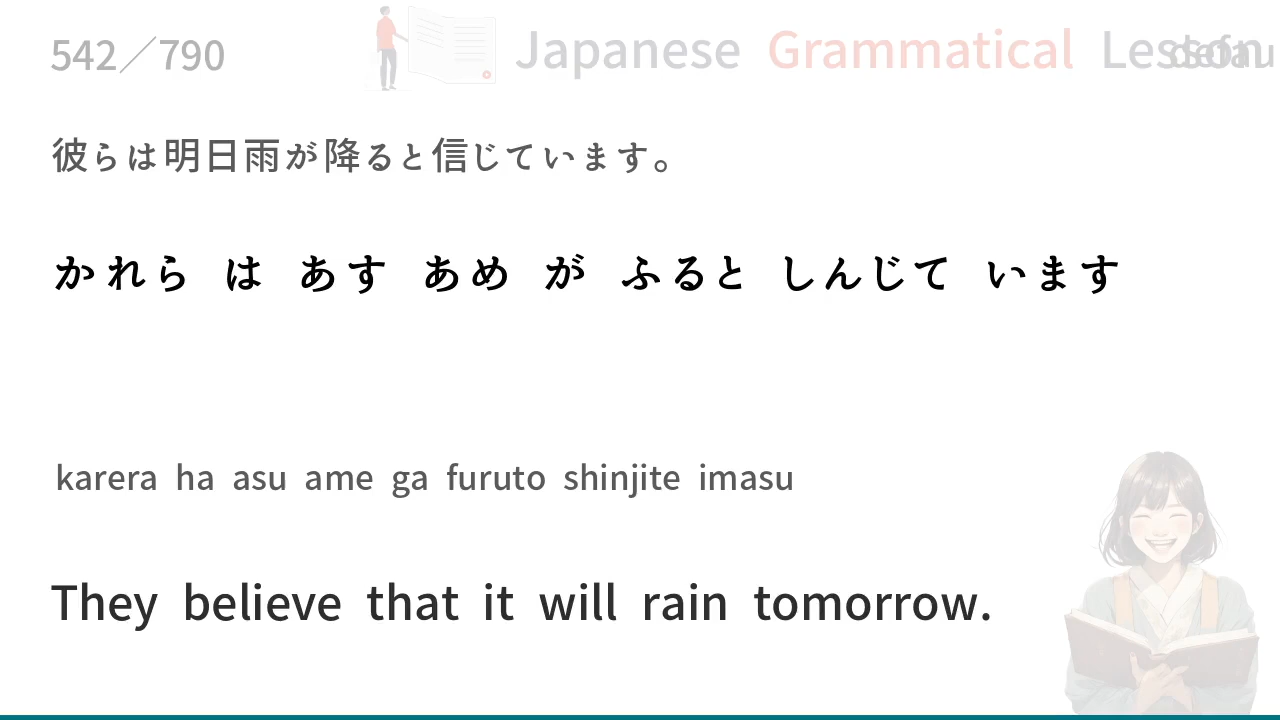 542／790
Japanese Grammatical Lesson
defau
彼らは明日雨が降ると信じています。
かれら は あす あめ が ふると しんじて います
karera ha asu ame ga furuto shinjite imasu
They believe that it will rain tomorrow.